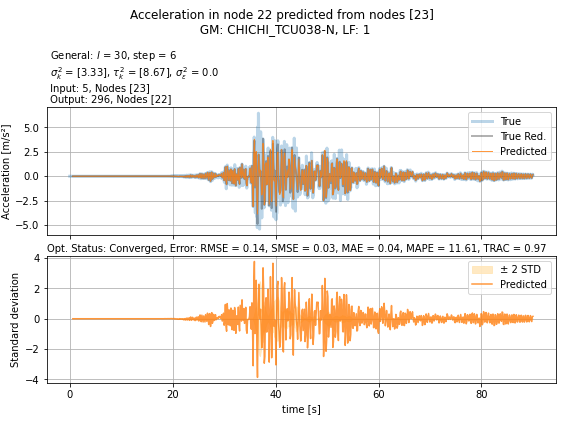 Acceleration in node 22 predicted from nodes [23]
GM: CHICHI_TCU038-N, LF: 1
General: l = 30, step = 6
σ²ₖ = [3.33], τ²ₖ = [8.67], σ²ε = 0.0
Input: 5, Nodes [23]
Output: 296, Nodes [22]
Acceleration [m/s²]
5.0
2.5
0.0
−2.5
−5.0
True
True Red.
Predicted
Opt. Status: Converged, Error: RMSE = 0.14, SMSE = 0.03, MAE = 0.04, MAPE = 11.61, TRAC = 0.97
Standard deviation
4
2
0
−2
−4
± 2 STD
Predicted
0 20 40 60 80
time [s]